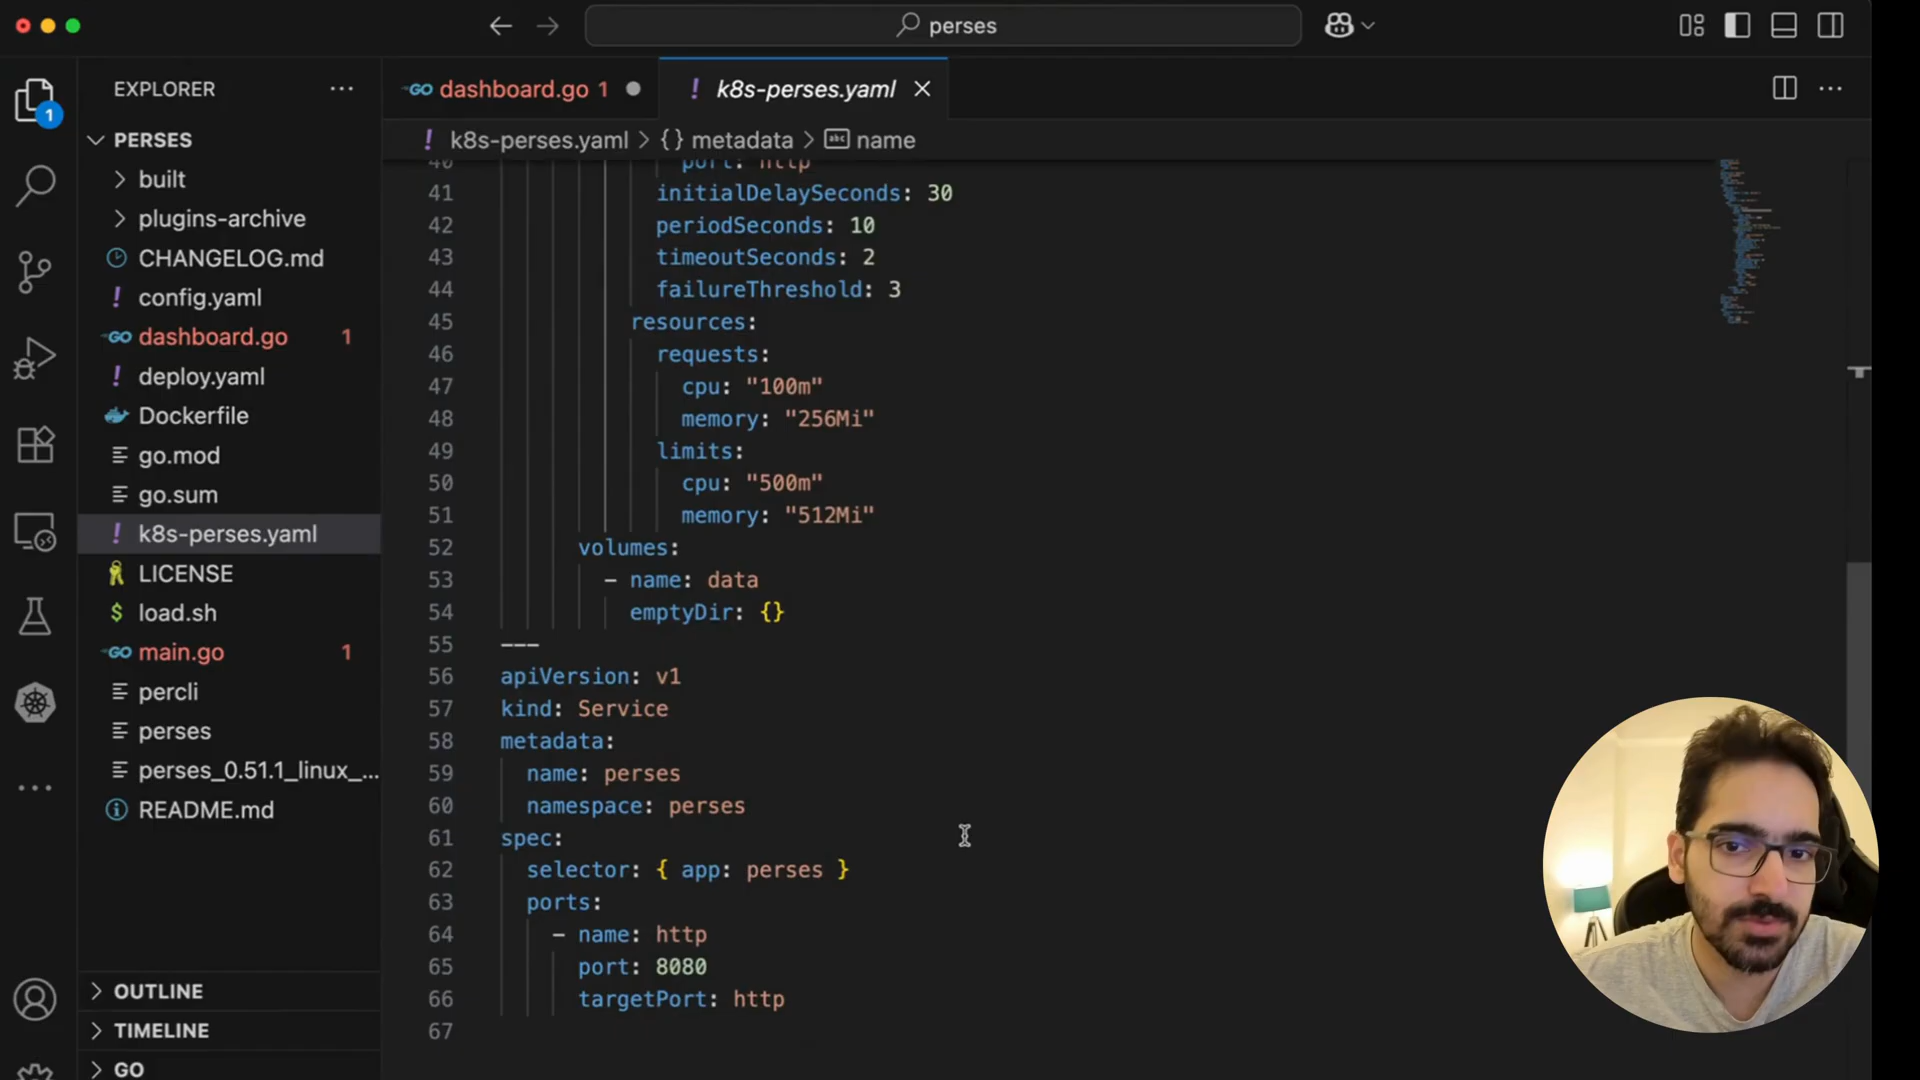 perses
EXPLORER
dashboard.go 1
k8s-perses.yaml
1
PERSES
k8s-perses.yaml > {} metadata > abc name
built
plugins-archive
CHANGELOG.md
config.yaml
dashboard.go 1
deploy.yaml
Dockerfile
go.mod
go.sum
k8s-perses.yaml
LICENSE
load.sh
main.go 1
percli
perses
perses_0.51.1_linux_...
README.md
OUTLINE
TIMELINE
GO
40 port: http
41 initialDelaySeconds: 30
42 periodSeconds: 10
43 timeoutSeconds: 2
44 failureThreshold: 3
45 resources:
46 requests:
47 cpu: "100m"
48 memory: "256Mi"
49 limits:
50 cpu: "500m"
51 memory: "512Mi"
52 volumes:
53 - name: data
54 emptyDir: {}
55 ---
56 apiVersion: v1
57 kind: Service
58 metadata:
59 name: perses
60 namespace: perses
61 spec:
62 selector: { app: perses }
63 ports:
64 - name: http
65 port: 8080
66 targetPort: http
67